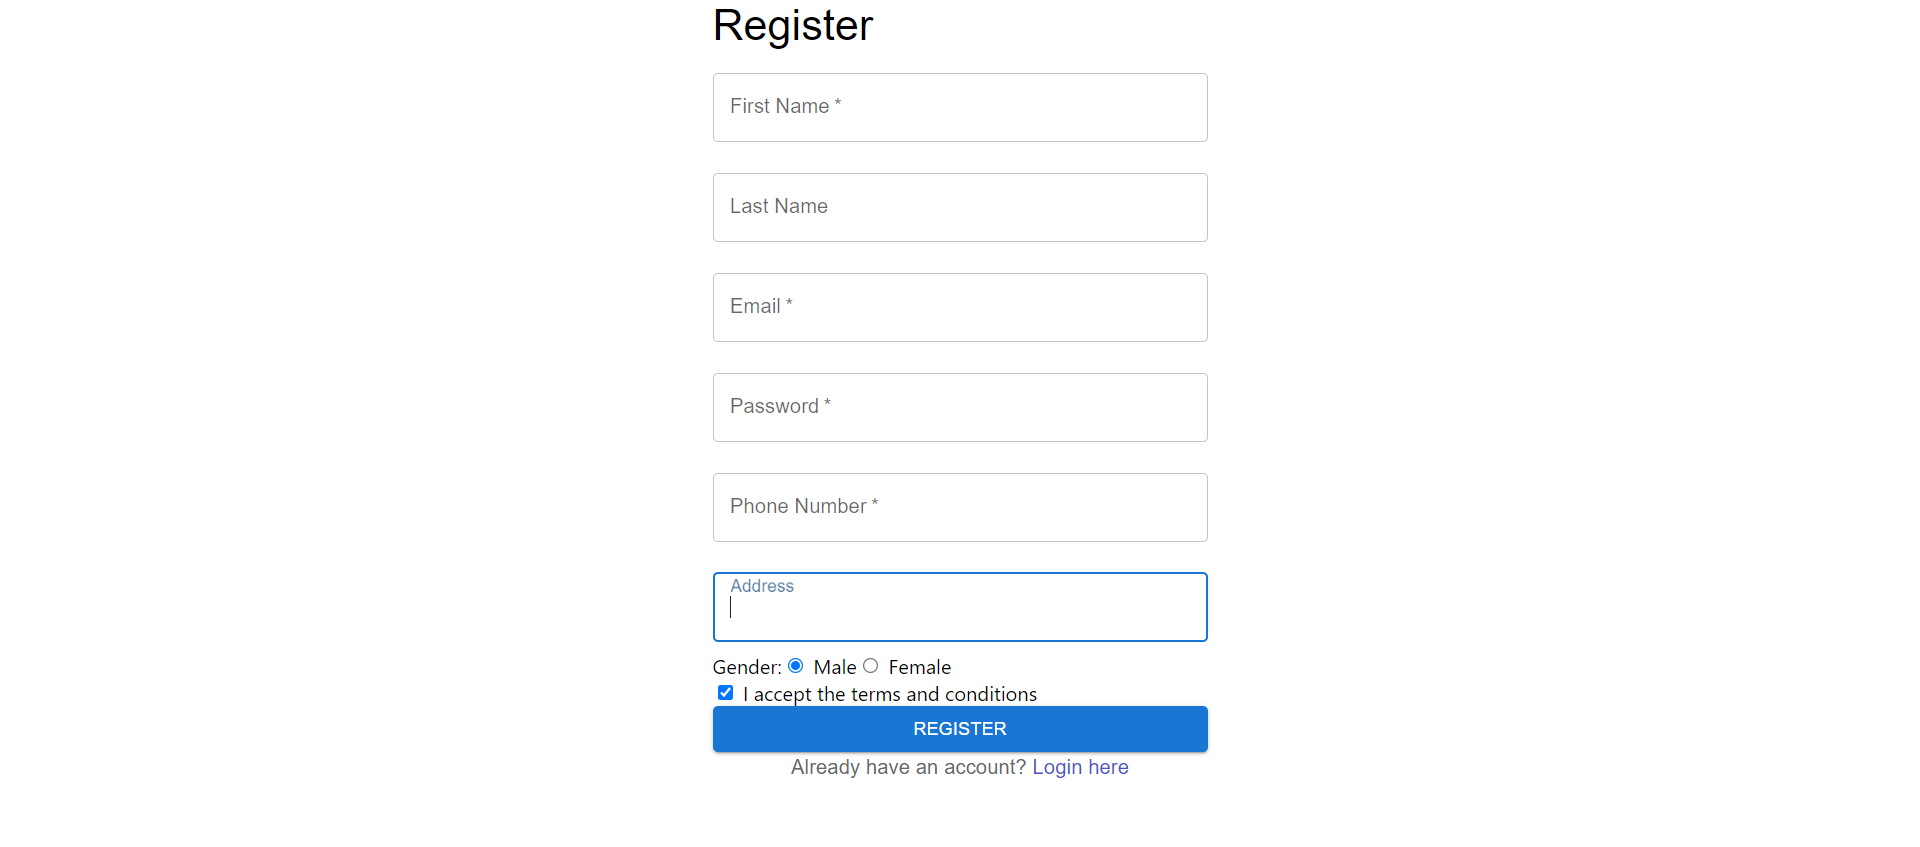 Register
First Name *
Last Name
Email *
Password *
Phone Number *
Address
Gender: Male Female
I accept the terms and conditions
REGISTER
Already have an account? Login here